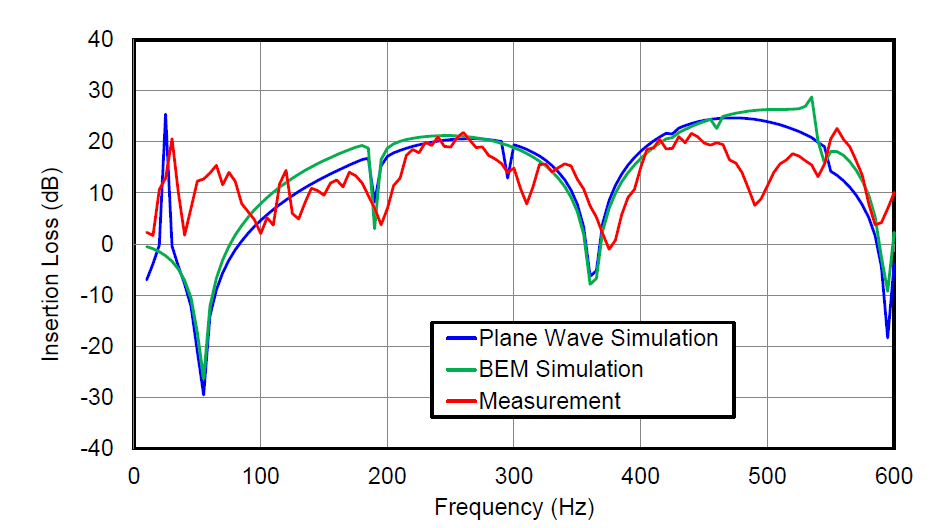 40
30
20
10
0
-10
-20
-30
-40
Insertion Loss (dB)
Plane Wave Simulation
BEM Simulation
Measurement
0 100 200 300 400 500 600
Frequency (Hz)